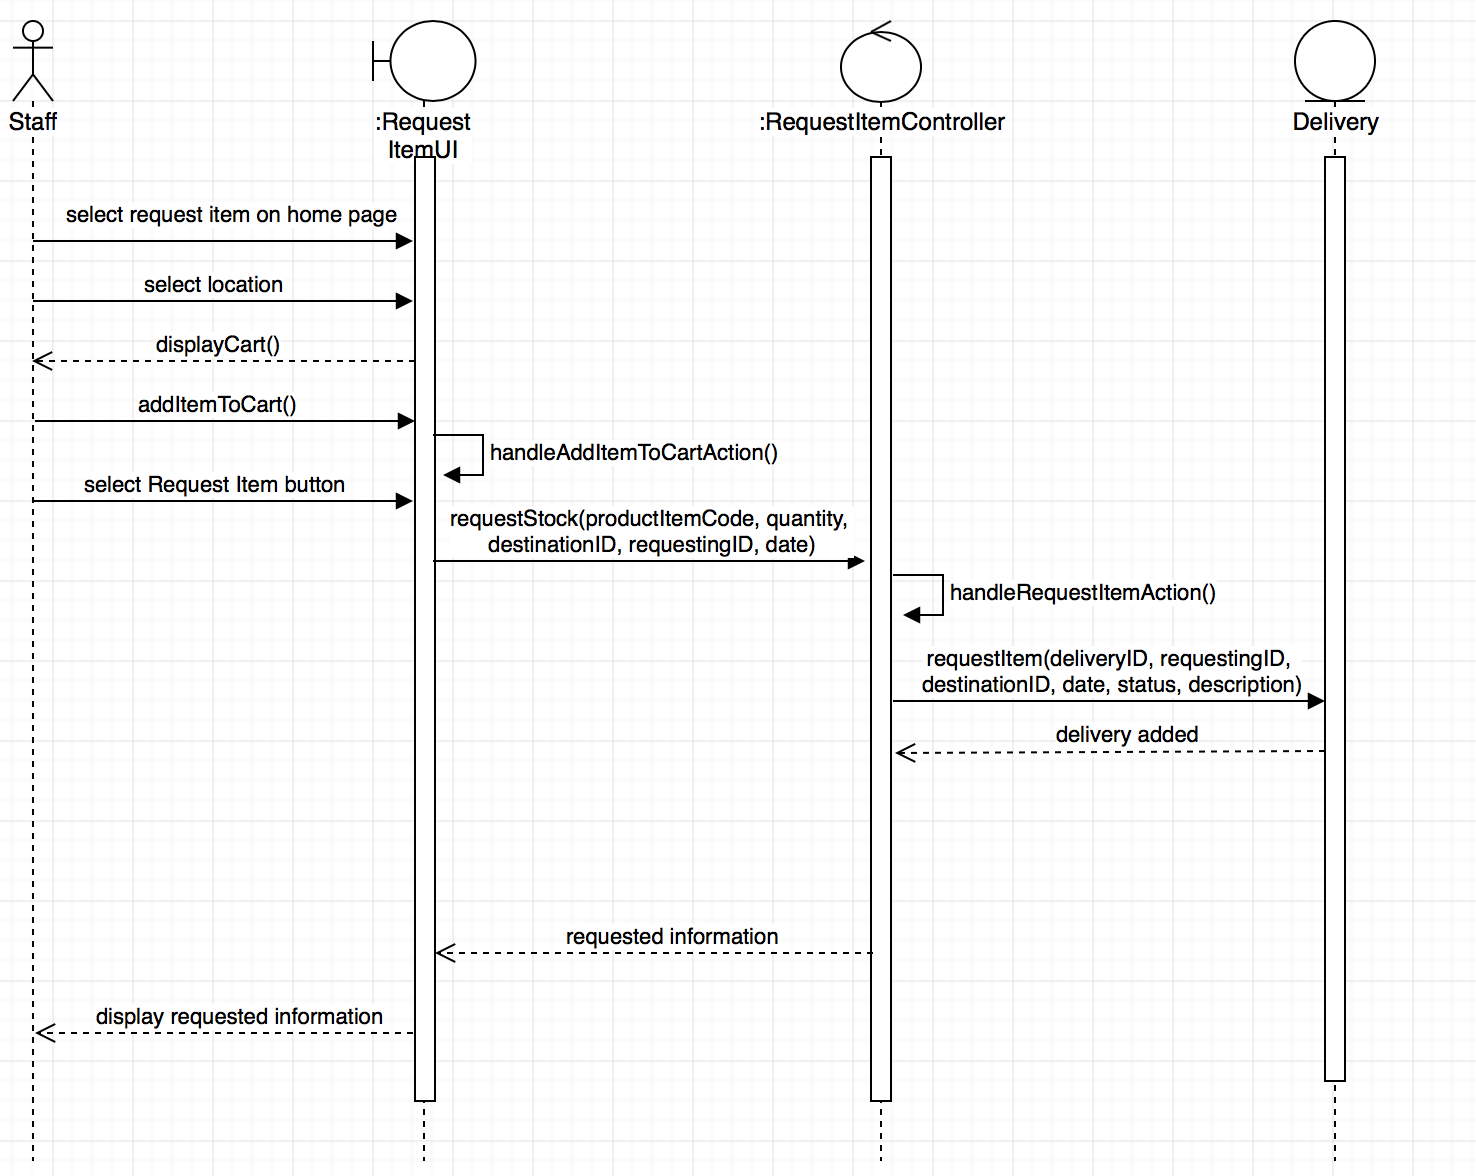 Staff
:Request
ItemUI
:RequestItemController
Delivery
select request item on home page
select location
displayCart()
addItemToCart()
handleAddItemToCartAction()
select Request Item button
requestStock(productItemCode, quantity,
destinationID, requestingID, date)
handleRequestItemAction()
requestItem(deliveryID, requestingID,
destinationID, date, status, description)
delivery added
requested information
display requested information